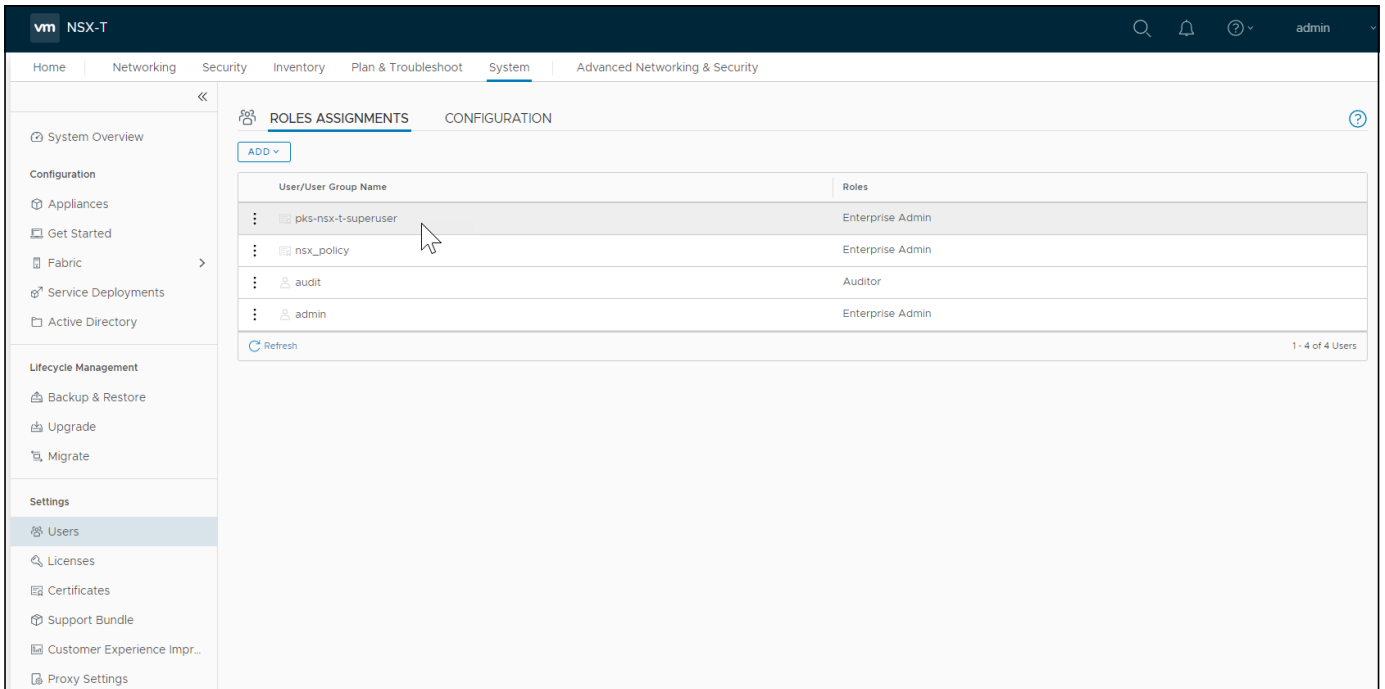 vm NSX-T admin
Home Networking Security Inventory Plan & Troubleshoot System Advanced Networking & Security
System Overview
Configuration
Appliances
Get Started
Fabric
Service Deployments
Active Directory
Lifecycle Management
Backup & Restore
Upgrade
Migrate
Settings
Users
Licenses
Certificates
Support Bundle
Customer Experience Impr...
Proxy Settings
ROLES ASSIGNMENTS CONFIGURATION
ADD
User/User Group Name Roles
pks-nsx-t-superuser Enterprise Admin
nsx_policy Enterprise Admin
audit Auditor
admin Enterprise Admin
Refresh 1 - 4 of 4 Users